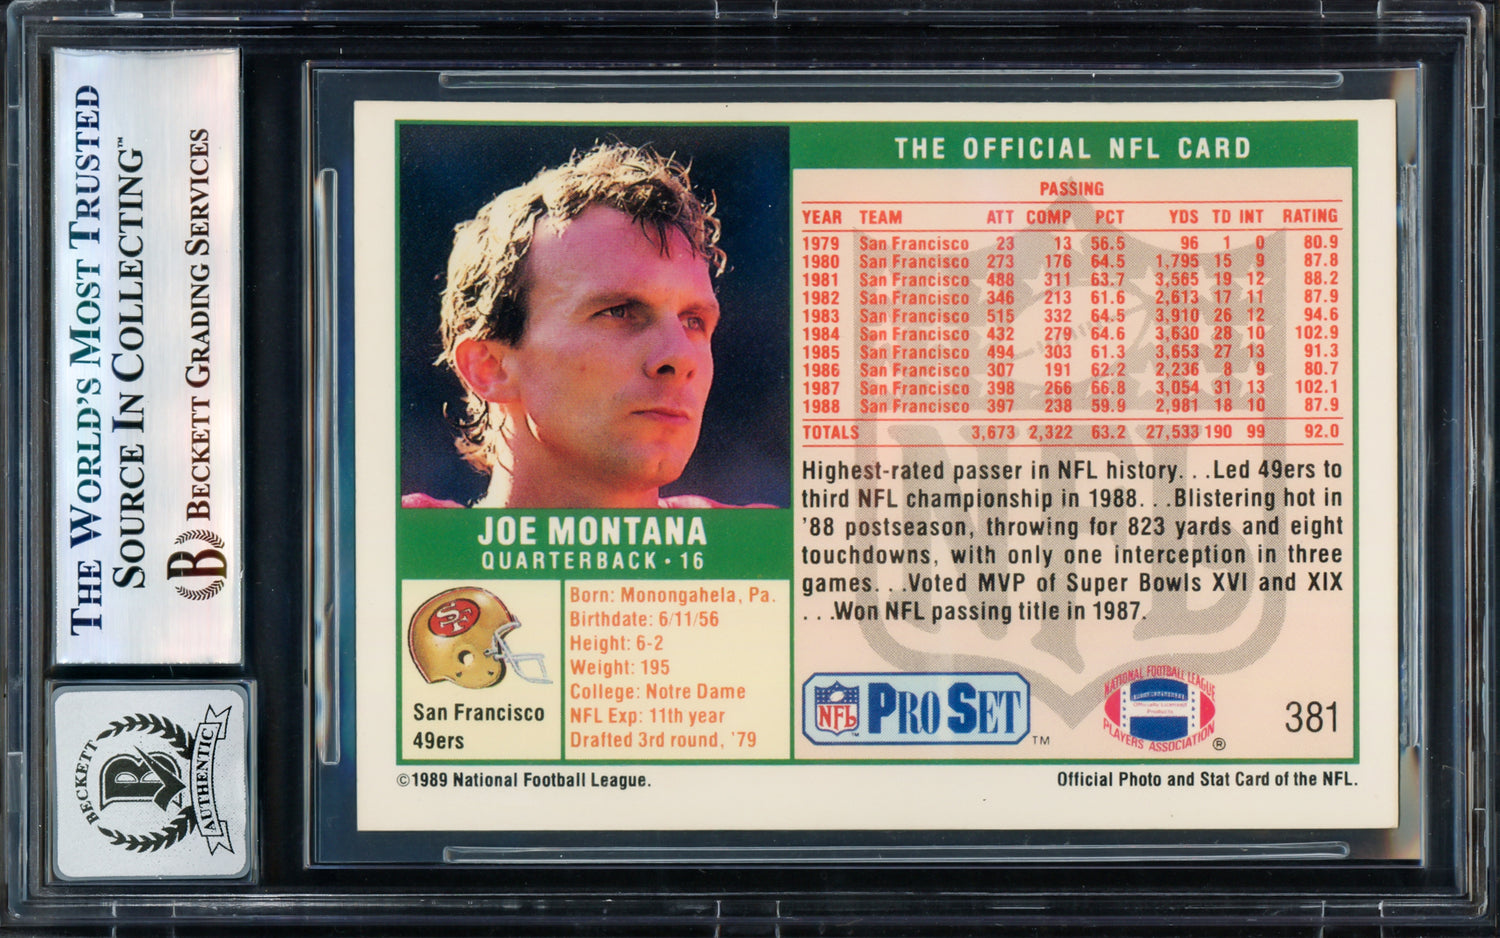 THE WORLD'S MOST TRUSTED
SOURCE IN COLLECTING™
BECKETT GRADING SERVICES
B
BECKETT
B
AUTHENTIC
THE OFFICIAL NFL CARD
PASSING
YEAR TEAM ATT COMP PCT YDS TD INT RATING
1979 San Francisco 23 13 56.5 96 1 0 80.9
1980 San Francisco 273 176 64.5 1,795 15 9 87.8
1981 San Francisco 488 311 63.7 3,565 19 12 88.2
1982 San Francisco 346 213 61.6 2,613 17 11 87.9
1983 San Francisco 515 332 64.5 3,910 26 12 94.6
1984 San Francisco 432 279 64.6 3,630 28 10 102.9
1985 San Francisco 494 303 61.3 3,653 27 13 91.3
1986 San Francisco 307 191 62.2 2,236 8 9 80.7
1987 San Francisco 398 266 66.8 3,054 31 13 102.1
1988 San Francisco 397 238 59.9 2,981 18 10 87.9
TOTALS 3,673 2,322 63.2 27,533 190 99 92.0
NFL
Highest-rated passer in NFL history. . .Led 49ers to
third NFL championship in 1988. . .Blistering hot in
'88 postseason, throwing for 823 yards and eight
touchdowns, with only one interception in three
games. . .Voted MVP of Super Bowls XVI and XIX
. . .Won NFL passing title in 1987.
JOE MONTANA
QUARTERBACK • 16
SF
San Francisco
49ers
Born: Monongahela, Pa.
Birthdate: 6/11/56
Height: 6-2
Weight: 195
College: Notre Dame
NFL Exp: 11th year
Drafted 3rd round, '79
NFL PRO SET ™
NATIONAL FOOTBALL LEAGUE
Officially Licensed
Products
PLAYERS ASSOCIATION ®
381
©1989 National Football League.
Official Photo and Stat Card of the NFL.